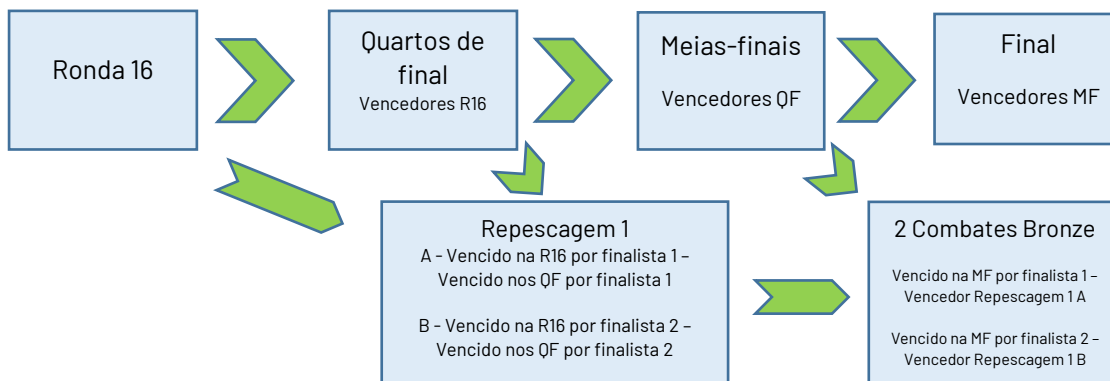 Ronda 16
Quartos de
final
Vencedores R16
Meias-finais
Vencedores QF
Final
Vencedores MF
Repescagem 1
A - Vencido na R16 por finalista 1 –
Vencido nos QF por finalista 1
B - Vencido na R16 por finalista 2 –
Vencido nos QF por finalista 2
2 Combates Bronze
Vencido na MF por finalista 1 –
Vencedor Repescagem 1 A
Vencido na MF por finalista 2 –
Vencedor Repescagem 1 B